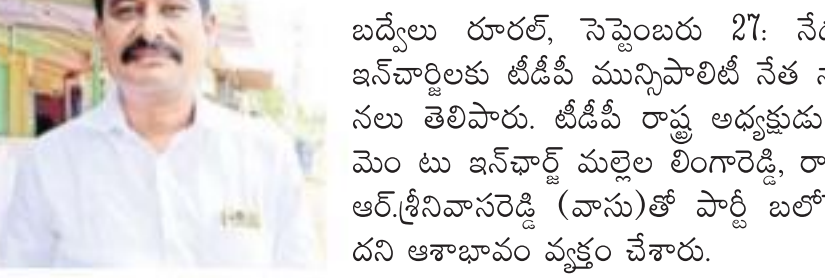 బద్వేలు రూరల్, సెప్టెంబరు 27:
ఇన్‌చార్జిలకు టీడీపీ మున్సిపాలిటీ నేత
నలు తెలిపారు. టీడీపీ రాష్ట్ర అధ్యక్షుడు
మెం టు ఇన్‌ఛార్జ్ మల్లెల లింగారెడ్డి, రా
ఆర్.శ్రీనివాసరెడ్డి (వాసు)తో పార్టీ బలో
దని ఆశాభావం వ్యక్తం చేశారు.